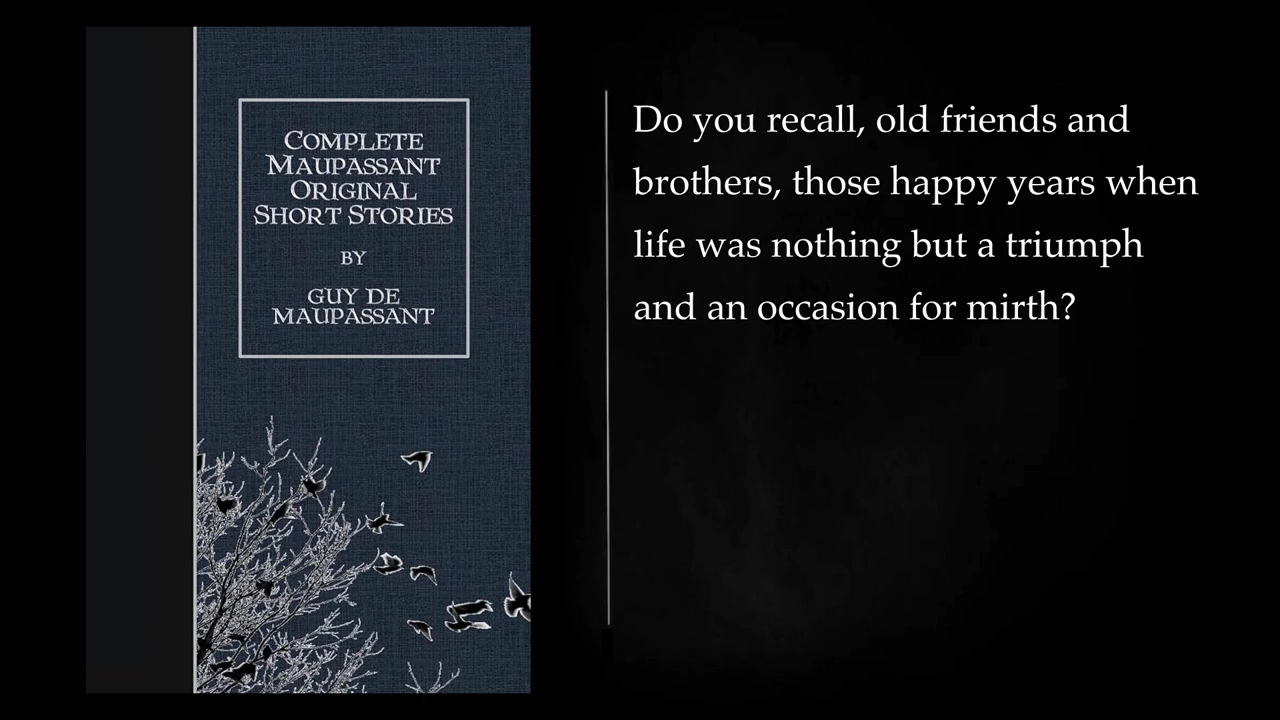 COMPLETE
MAUPASSANT
ORIGINAL
SHORT STORIES
BY
GUY DE
MAUPASSANT
Do you recall, old friends and
brothers, those happy years when
life was nothing but a triumph
and an occasion for mirth?